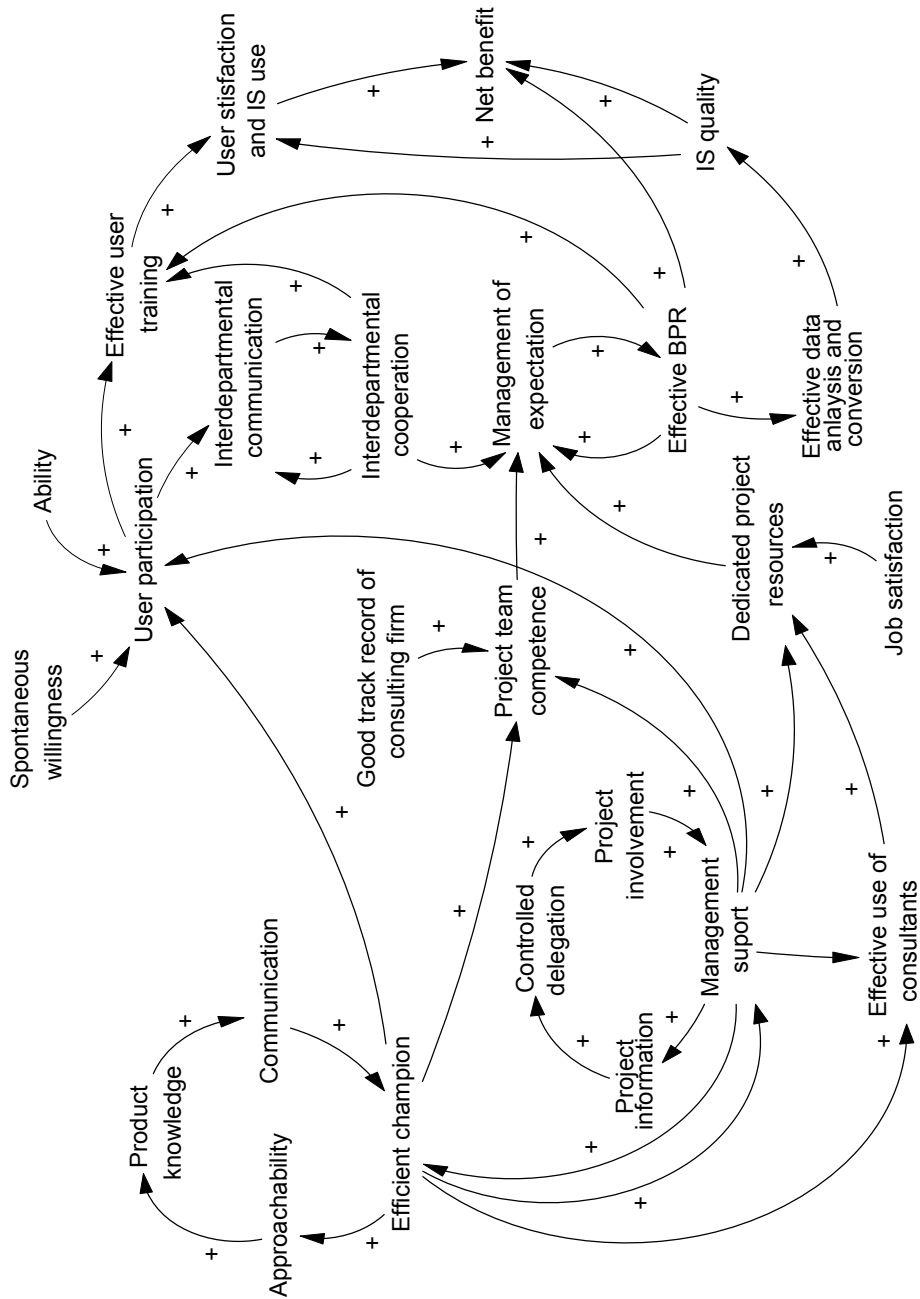 Spontaneous
willingness
Ability
User participation
+
+
+
+
Effective user
training
+
User stisfaction
and IS use
+
Net benefit
Product
knowledge
+
+
Communication
+
Approachability
+
Efficient champion
+
+
Interdepartmental
communication
+
+
+
Interdepartmental
cooperation
+
+
Good track record of
consulting firm
+
Project team
competence
+
Management of
expectation
+
+
+
+
+
+
Controlled
delegation
+
Project
involvement
+
+
Project
information
+
Management
suport
+
+
+
+
Effective BPR
+
+
IS quality
+
+
Dedicated project
resources
+
Effective data
anlaysis and
conversion
+
Effective use of
consultants
+
+
Job satisfaction